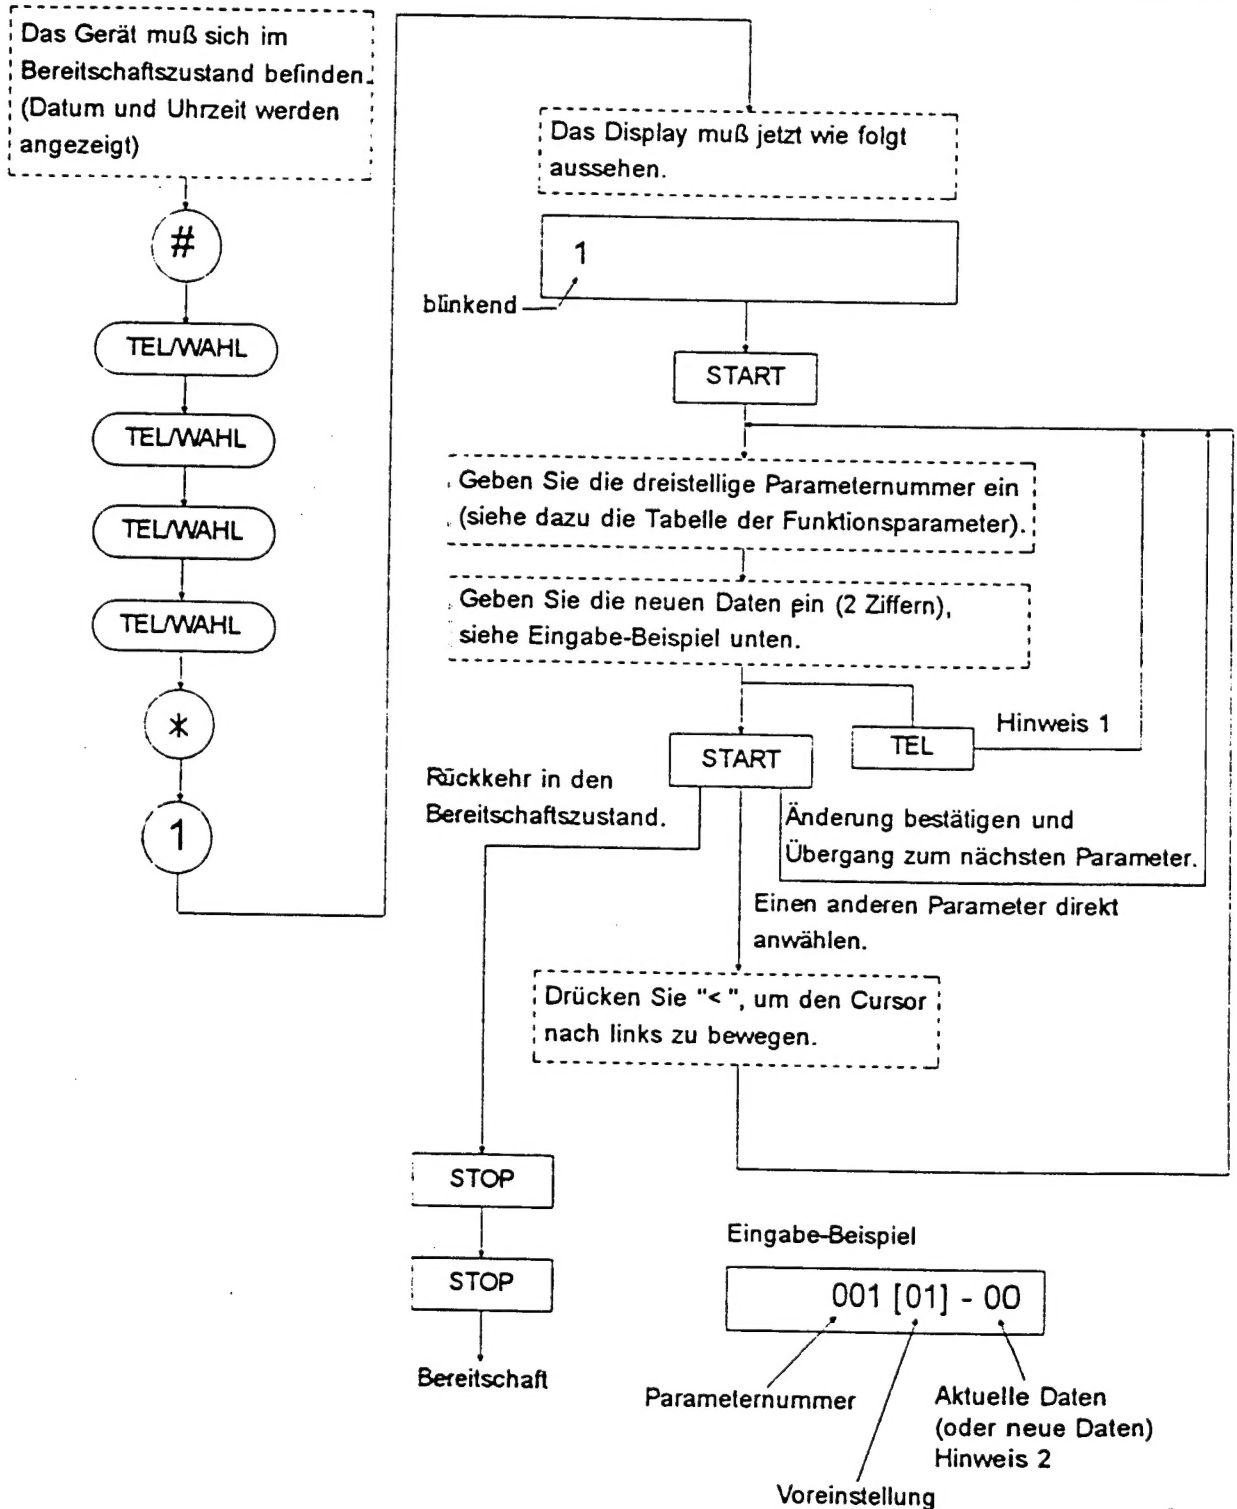 Das Gerät muß sich im
Bereitschaftszustand befinden.
(Datum und Uhrzeit werden
angezeigt)
#
TEL/WAHL
TEL/WAHL
TEL/WAHL
TEL/WAHL
*
1
Das Display muß jetzt wie folgt
aussehen.
1
blinkend
START
Geben Sie die dreistellige Parameternummer ein
(siehe dazu die Tabelle der Funktionsparameter).
Geben Sie die neuen Daten ein (2 Ziffern),
siehe Eingabe-Beispiel unten.
START
TEL
Hinweis 1
Rückkehr in den
Bereitschaftszustand.
Änderung bestätigen und
Übergang zum nächsten Parameter.
Einen anderen Parameter direkt
anwählen.
Drücken Sie "< ", um den Cursor
nach links zu bewegen.
STOP
STOP
Bereitschaft
Eingabe-Beispiel
001 [01] - 00
Parameternummer
Aktuelle Daten
(oder neue Daten)
Hinweis 2
Voreinstellung